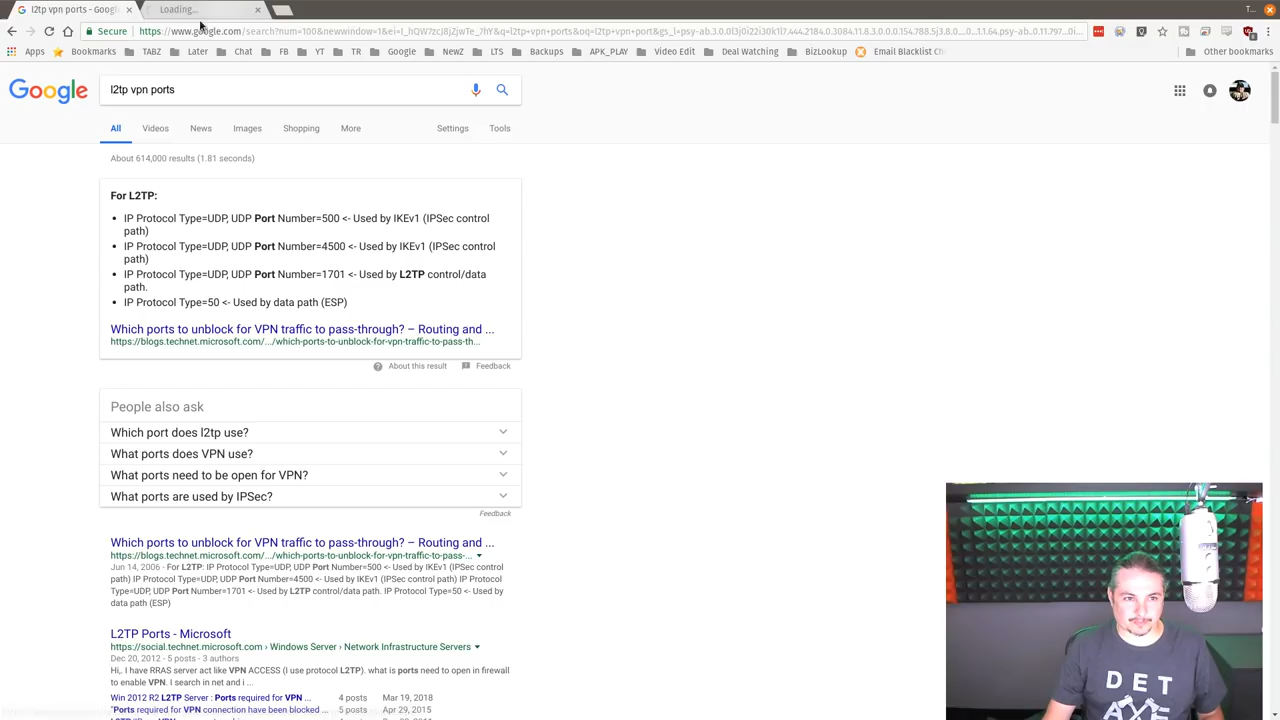 l2tp vpn ports - Googl
Loading...
T...
Secure
https://www.google.com/search?num=100&newwindow=1&ei=
Apps
Bookmarks
TABZ
Later
Chat
FB
YT
TR
Google
NewZ
LTS
Backups
APK_PLAY
Video Edit
Deal Watching
BizLookup
Email Blacklist Ch
Other bookmarks
Google
l2tp vpn ports
All
Videos
News
Images
Shopping
More
Settings
Tools
About 614,000 results (1.81 seconds)
For L2TP:
IP Protocol Type=UDP, UDP Port Number=500 <- Used by IKEv1 (IPSec control
path)
IP Protocol Type=UDP, UDP Port Number=4500 <- Used by IKEv1 (IPSec control
path)
IP Protocol Type=UDP, UDP Port Number=1701 <- Used by L2TP control/data
path.
IP Protocol Type=50 <- Used by data path (ESP)
Which ports to unblock for VPN traffic to pass-through? – Routing and ...
https://blogs.technet.microsoft.com/.../which-ports-to-unblock-for-vpn-traffic-to-pass-th...
About this result
Feedback
People also ask
Which port does l2tp use?
What ports does VPN use?
What ports need to be open for VPN?
What ports are used by IPSec?
Feedback
Which ports to unblock for VPN traffic to pass-through? – Routing and ...
https://blogs.technet.microsoft.com/.../which-ports-to-unblock-for-vpn-traffic-to-pass-...
Jun 14, 2006 - For L2TP: IP Protocol Type=UDP, UDP Port Number=500 <- Used by IKEv1 (IPSec control
path) IP Protocol Type=UDP, UDP Port Number=4500 <- Used by IKEv1 (IPSec control path) IP Protocol
Type=UDP, UDP Port Number=1701 <- Used by L2TP control/data path. IP Protocol Type=50 <- Used by
data path (ESP)
L2TP Ports - Microsoft
https://social.technet.microsoft.com › Windows Server › Network Infrastructure Servers
Dec 20, 2012 - 5 posts - 3 authors
Hi,. I have RRAS server act like VPN ACCESS (I use protocol L2TP). what is ports need to open in firewall
to enable VPN. I search in net and i ...
Win 2012 R2 L2TP Server : Ports required for VPN ...
4 posts
Mar 19, 2018
"Ports required for VPN connection have been blocked ...
5 posts
Apr 29, 2015
DET